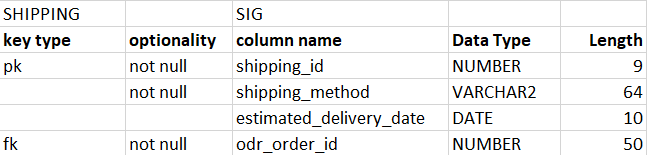 SHIPPING SIG
key type optionality column name Data Type Length
pk not null shipping_id NUMBER 9
not null shipping_method VARCHAR2 64
estimated_delivery_date DATE 10
fk not null odr_order_id NUMBER 50